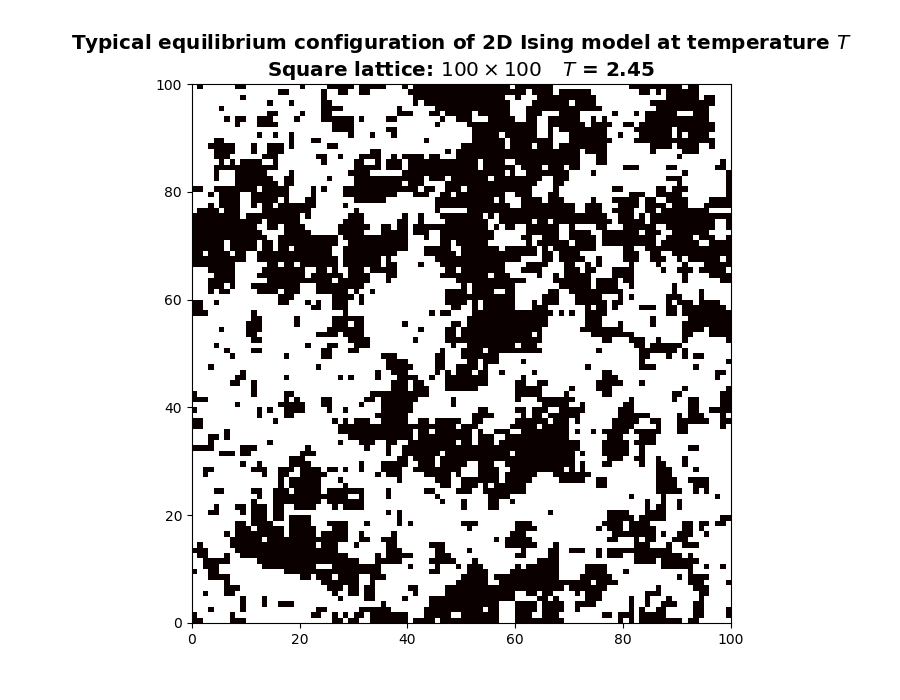 Typical equilibrium configuration of 2D Ising model at temperature T
Square lattice: 100 × 100 T = 2.45
100
80
60
40
20
0
0 20 40 60 80 100